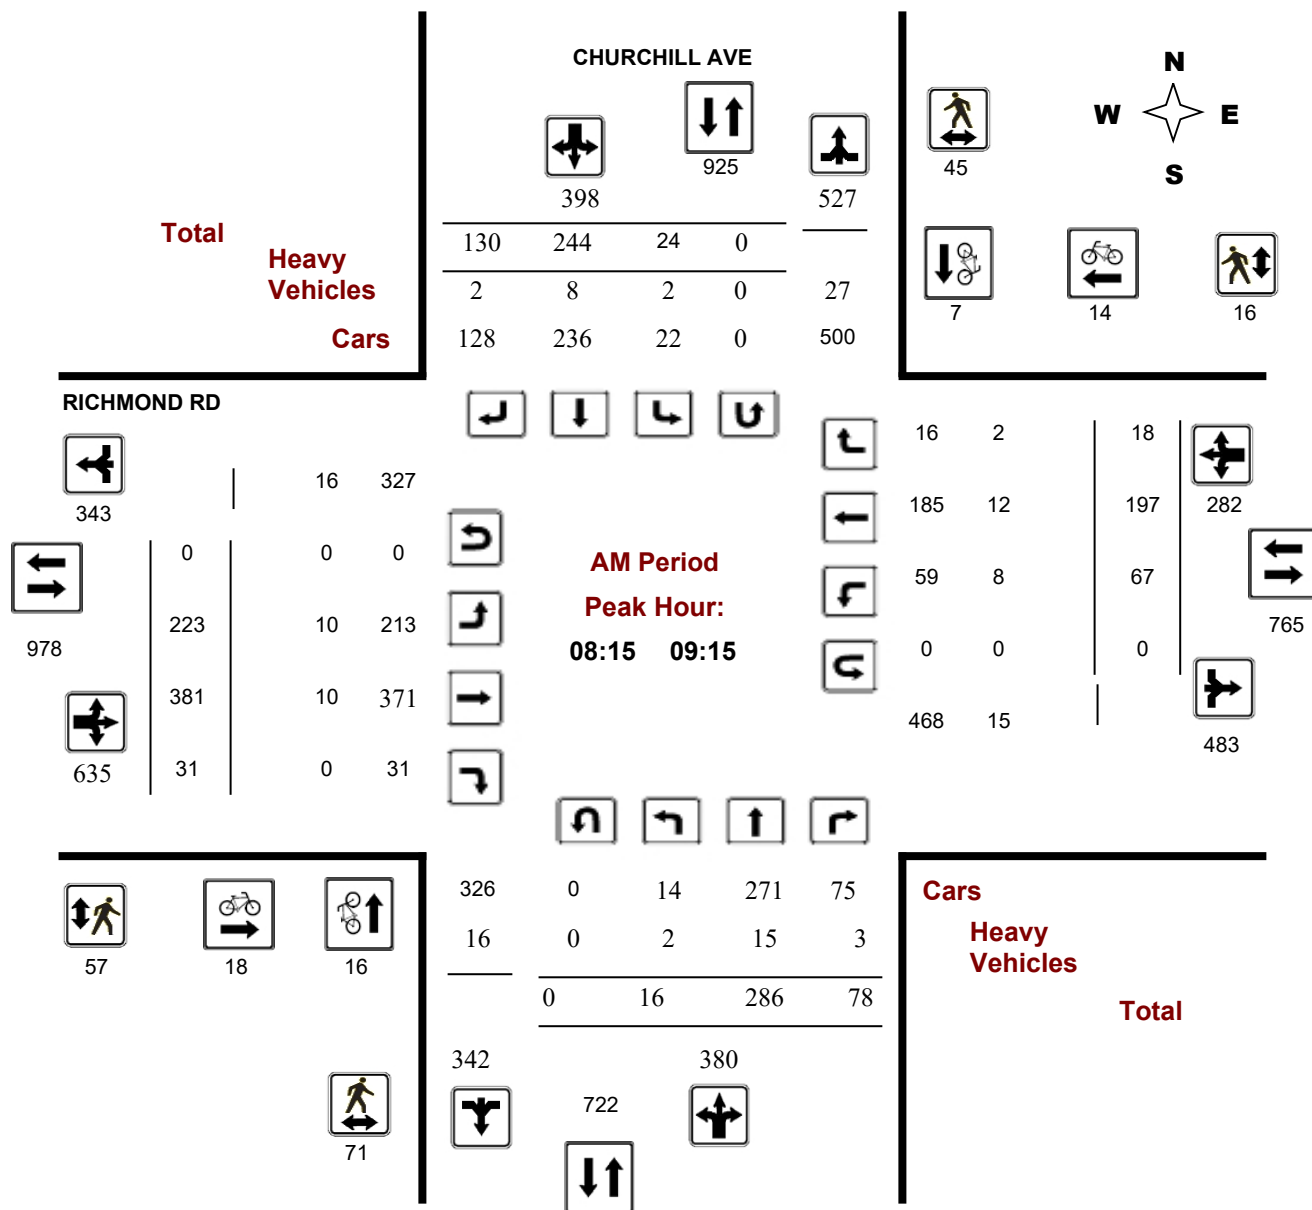 CHURCHILL AVE
N
W E
S
925
45
398 527
Total 130 244 24 0
Heavy
Vehicles 2 8 2 0 27
7 14 16
Cars 128 236 22 0 500
RICHMOND RD
16 2 18
16 327
343
185 12 197 282
0 0 0
AM Period
59 8 67
Peak Hour:
223 10 213
765
978
08:15 09:15
0 0 0
381 10 371
468 15
483
635 31 0 31
326 0 14 271 75 Cars
16 0 2 15 3 Heavy
Vehicles
57 18 16
0 16 286 78
Total
342 380
722
71